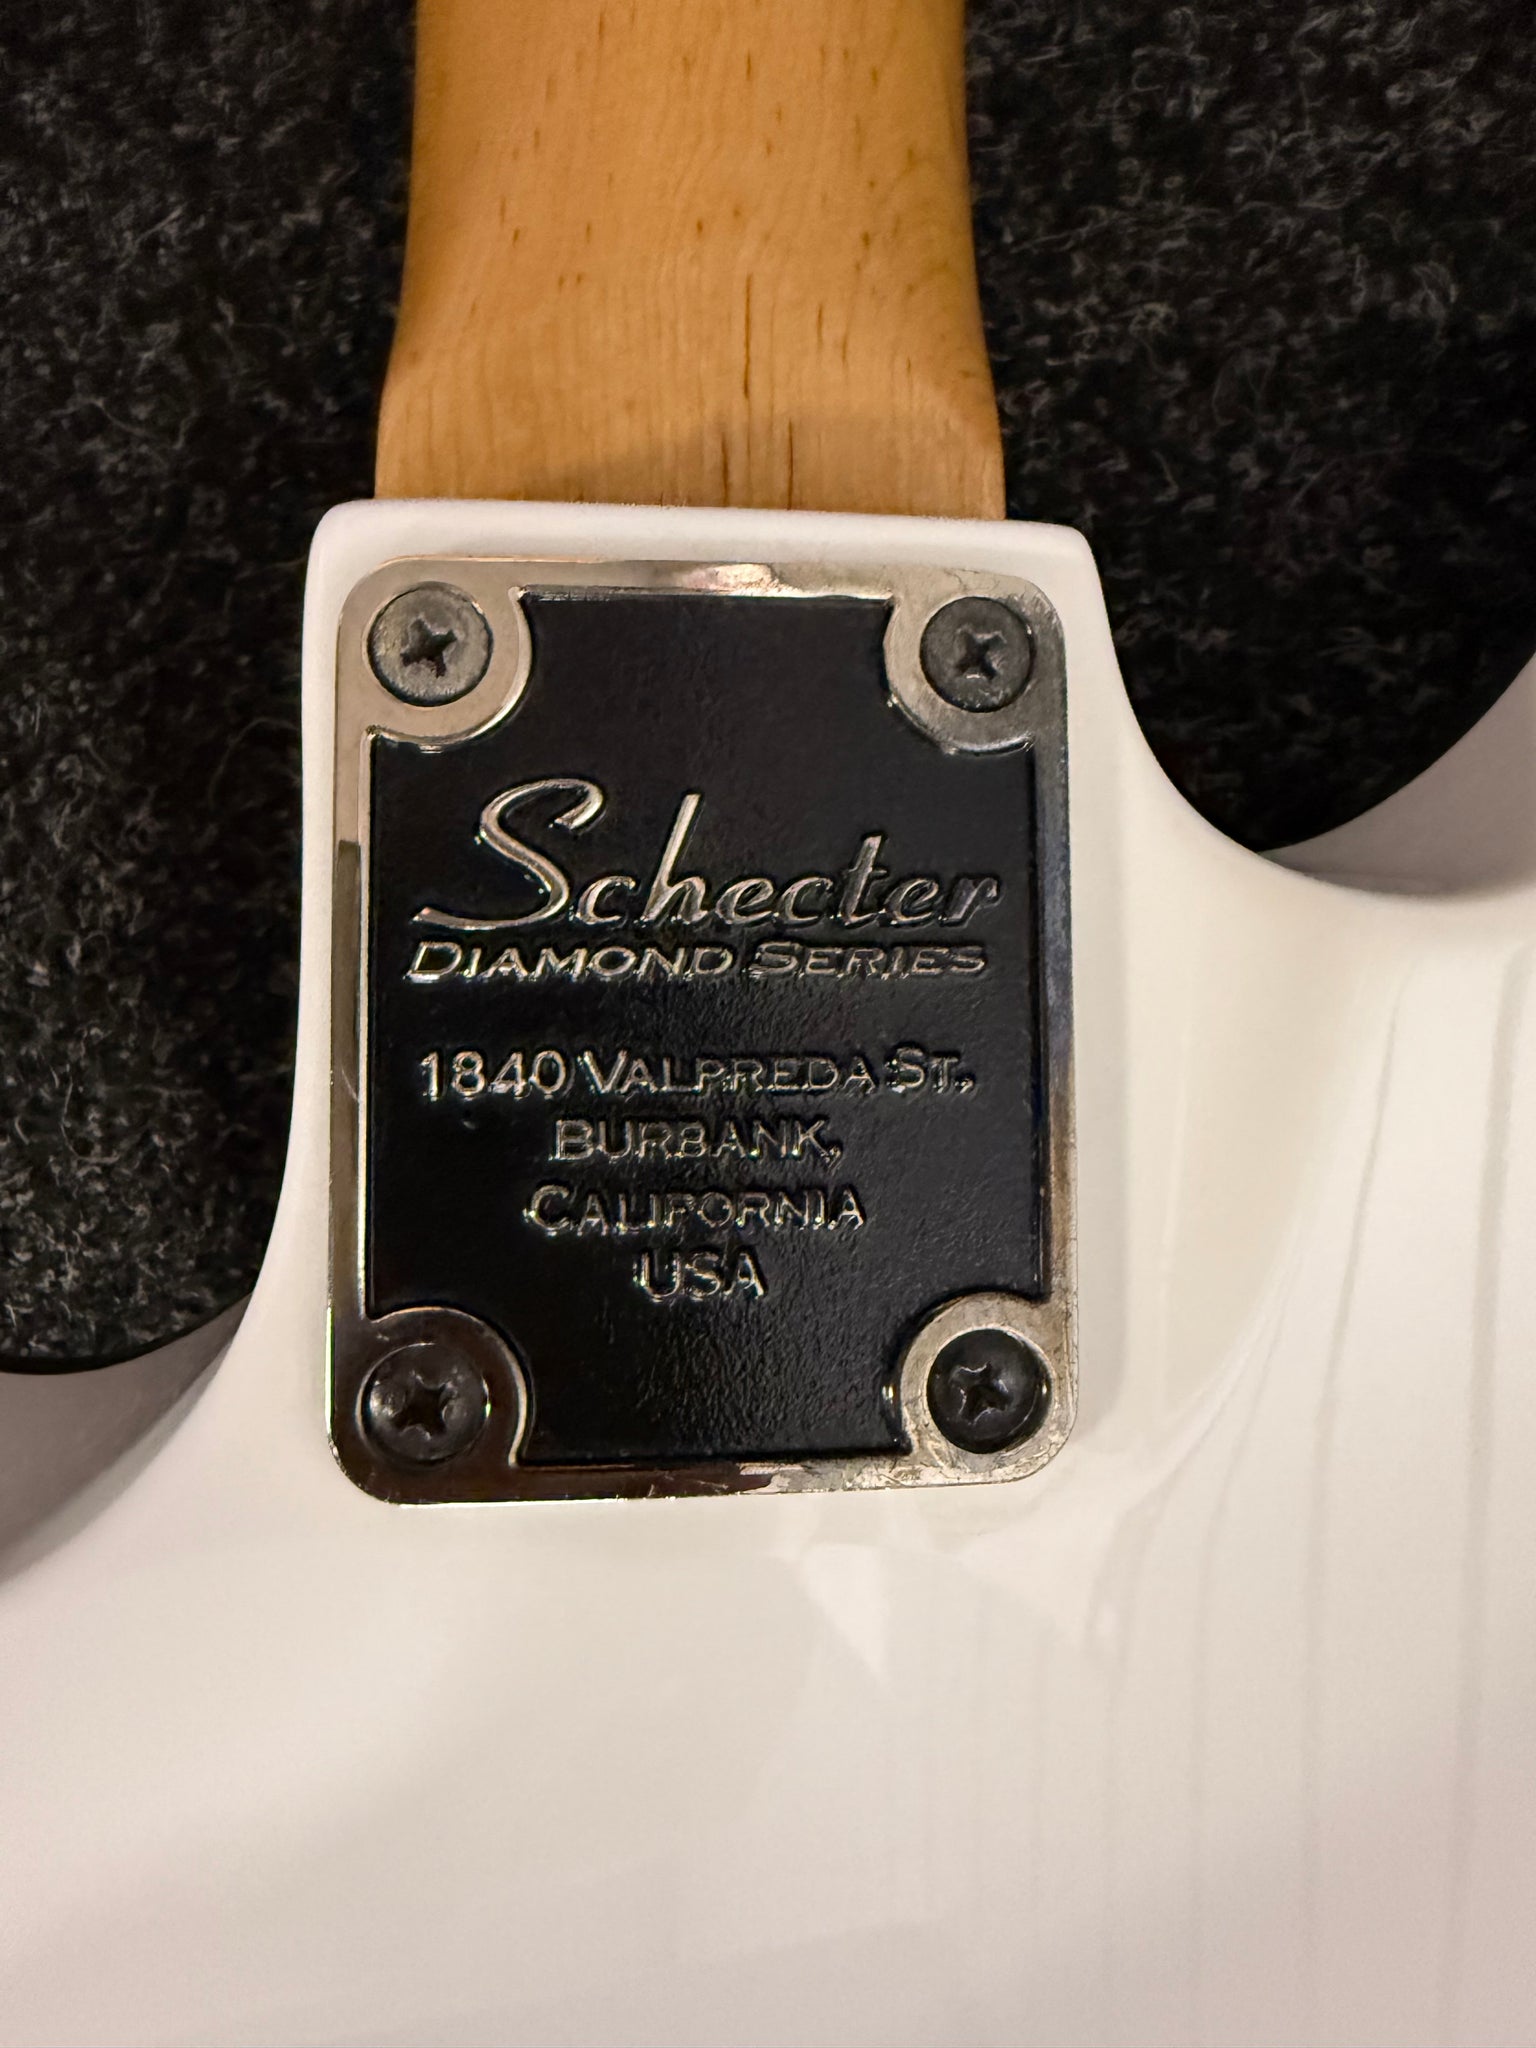 Schecter
DIAMOND SERIES
1840 VALPREDA ST.,
BURBANK,
CALIFORNIA
USA